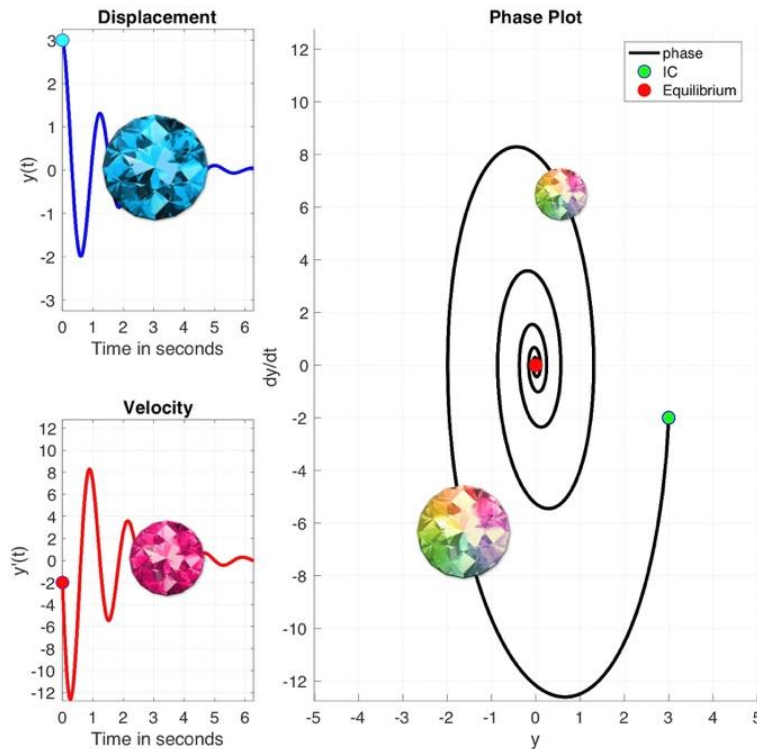 Displacement
3
2
1
0
-1
-2
-3
y(t)
0 1 2 3 4 5 6
Time in seconds
Velocity
12
10
8
6
4
2
0
-2
-4
-6
-8
-10
-12
y'(t)
0 1 2 3 4 5 6
Time in seconds
Phase Plot
phase
IC
Equilibrium
12
10
8
6
4
2
0
-2
-4
-6
-8
-10
-12
dy/dt
-5 -4 -3 -2 -1 0 1 2 3 4 5
y